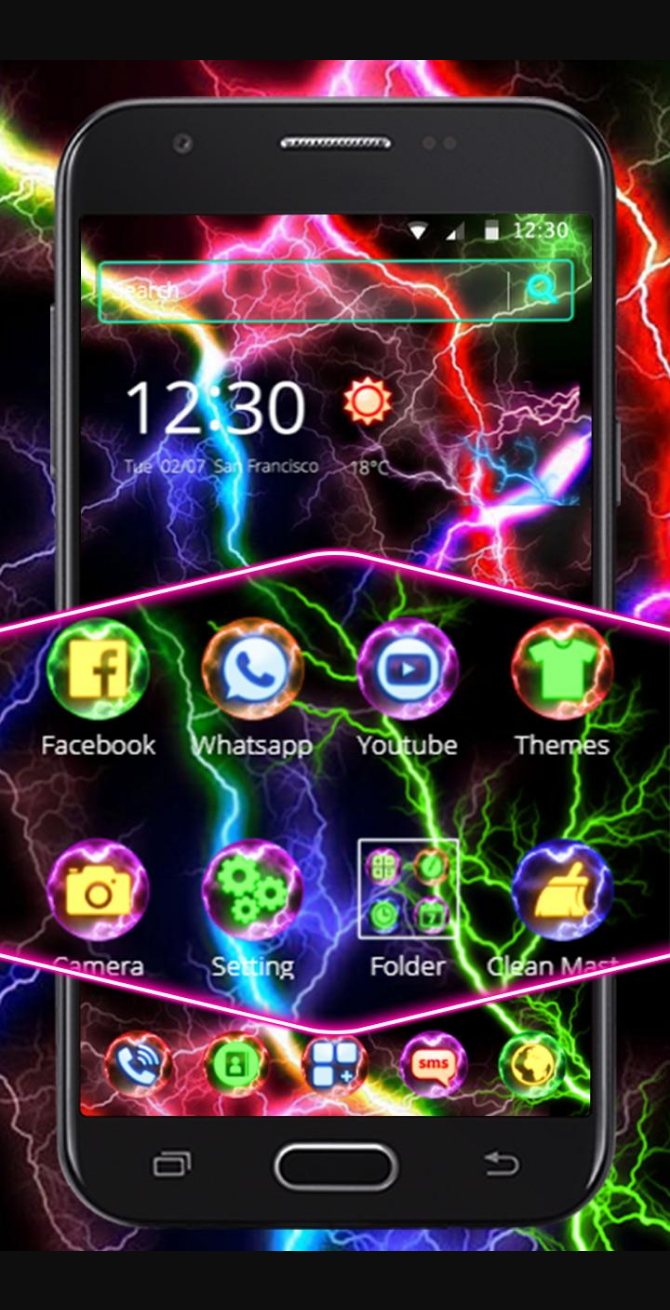 12:30
Search
12:30
Tue 02/07 San Francisco 18°C
Facebook Whatsapp Youtube Themes
Camera Setting Folder Clean Mast
sms